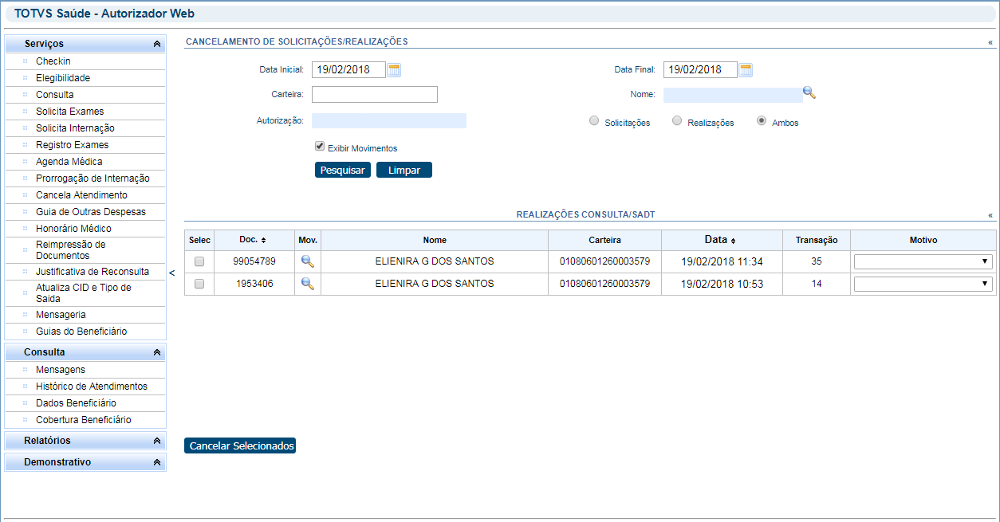 TOTVS Saúde - Autorizador Web
Serviços
Checkin
Elegibilidade
Consulta
Solicita Exames
Solicita Internação
Registro Exames
Agenda Médica
Prorrogação de Internação
Cancela Atendimento
Guia de Outras Despesas
Honorário Médico
Reimpressão de
Documentos
Justificativa de Reconsulta
Atualiza CID e Tipo de
Saida
Mensageria
Guias do Beneficiário
Consulta
Mensagens
Histórico de Atendimentos
Dados Beneficiário
Cobertura Beneficiário
Relatórios
Demonstrativo
<
CANCELAMENTO DE SOLICITAÇÕES/REALIZAÇÕES «
Data Inicial: 19/02/2018 Data Final: 19/02/2018
Carteira: Nome:
Autorização: Solicitações Realizações Ambos
Exibir Movimentos
Pesquisar Limpar
REALIZAÇÕES CONSULTA/SADT «
Selec Doc. Mov. Nome Carteira Data Transação Motivo
99054789 ELIENIRA G DOS SANTOS 01080601260003579 19/02/2018 11:34 35
1953406 ELIENIRA G DOS SANTOS 01080601260003579 19/02/2018 10:53 14
Cancelar Selecionados